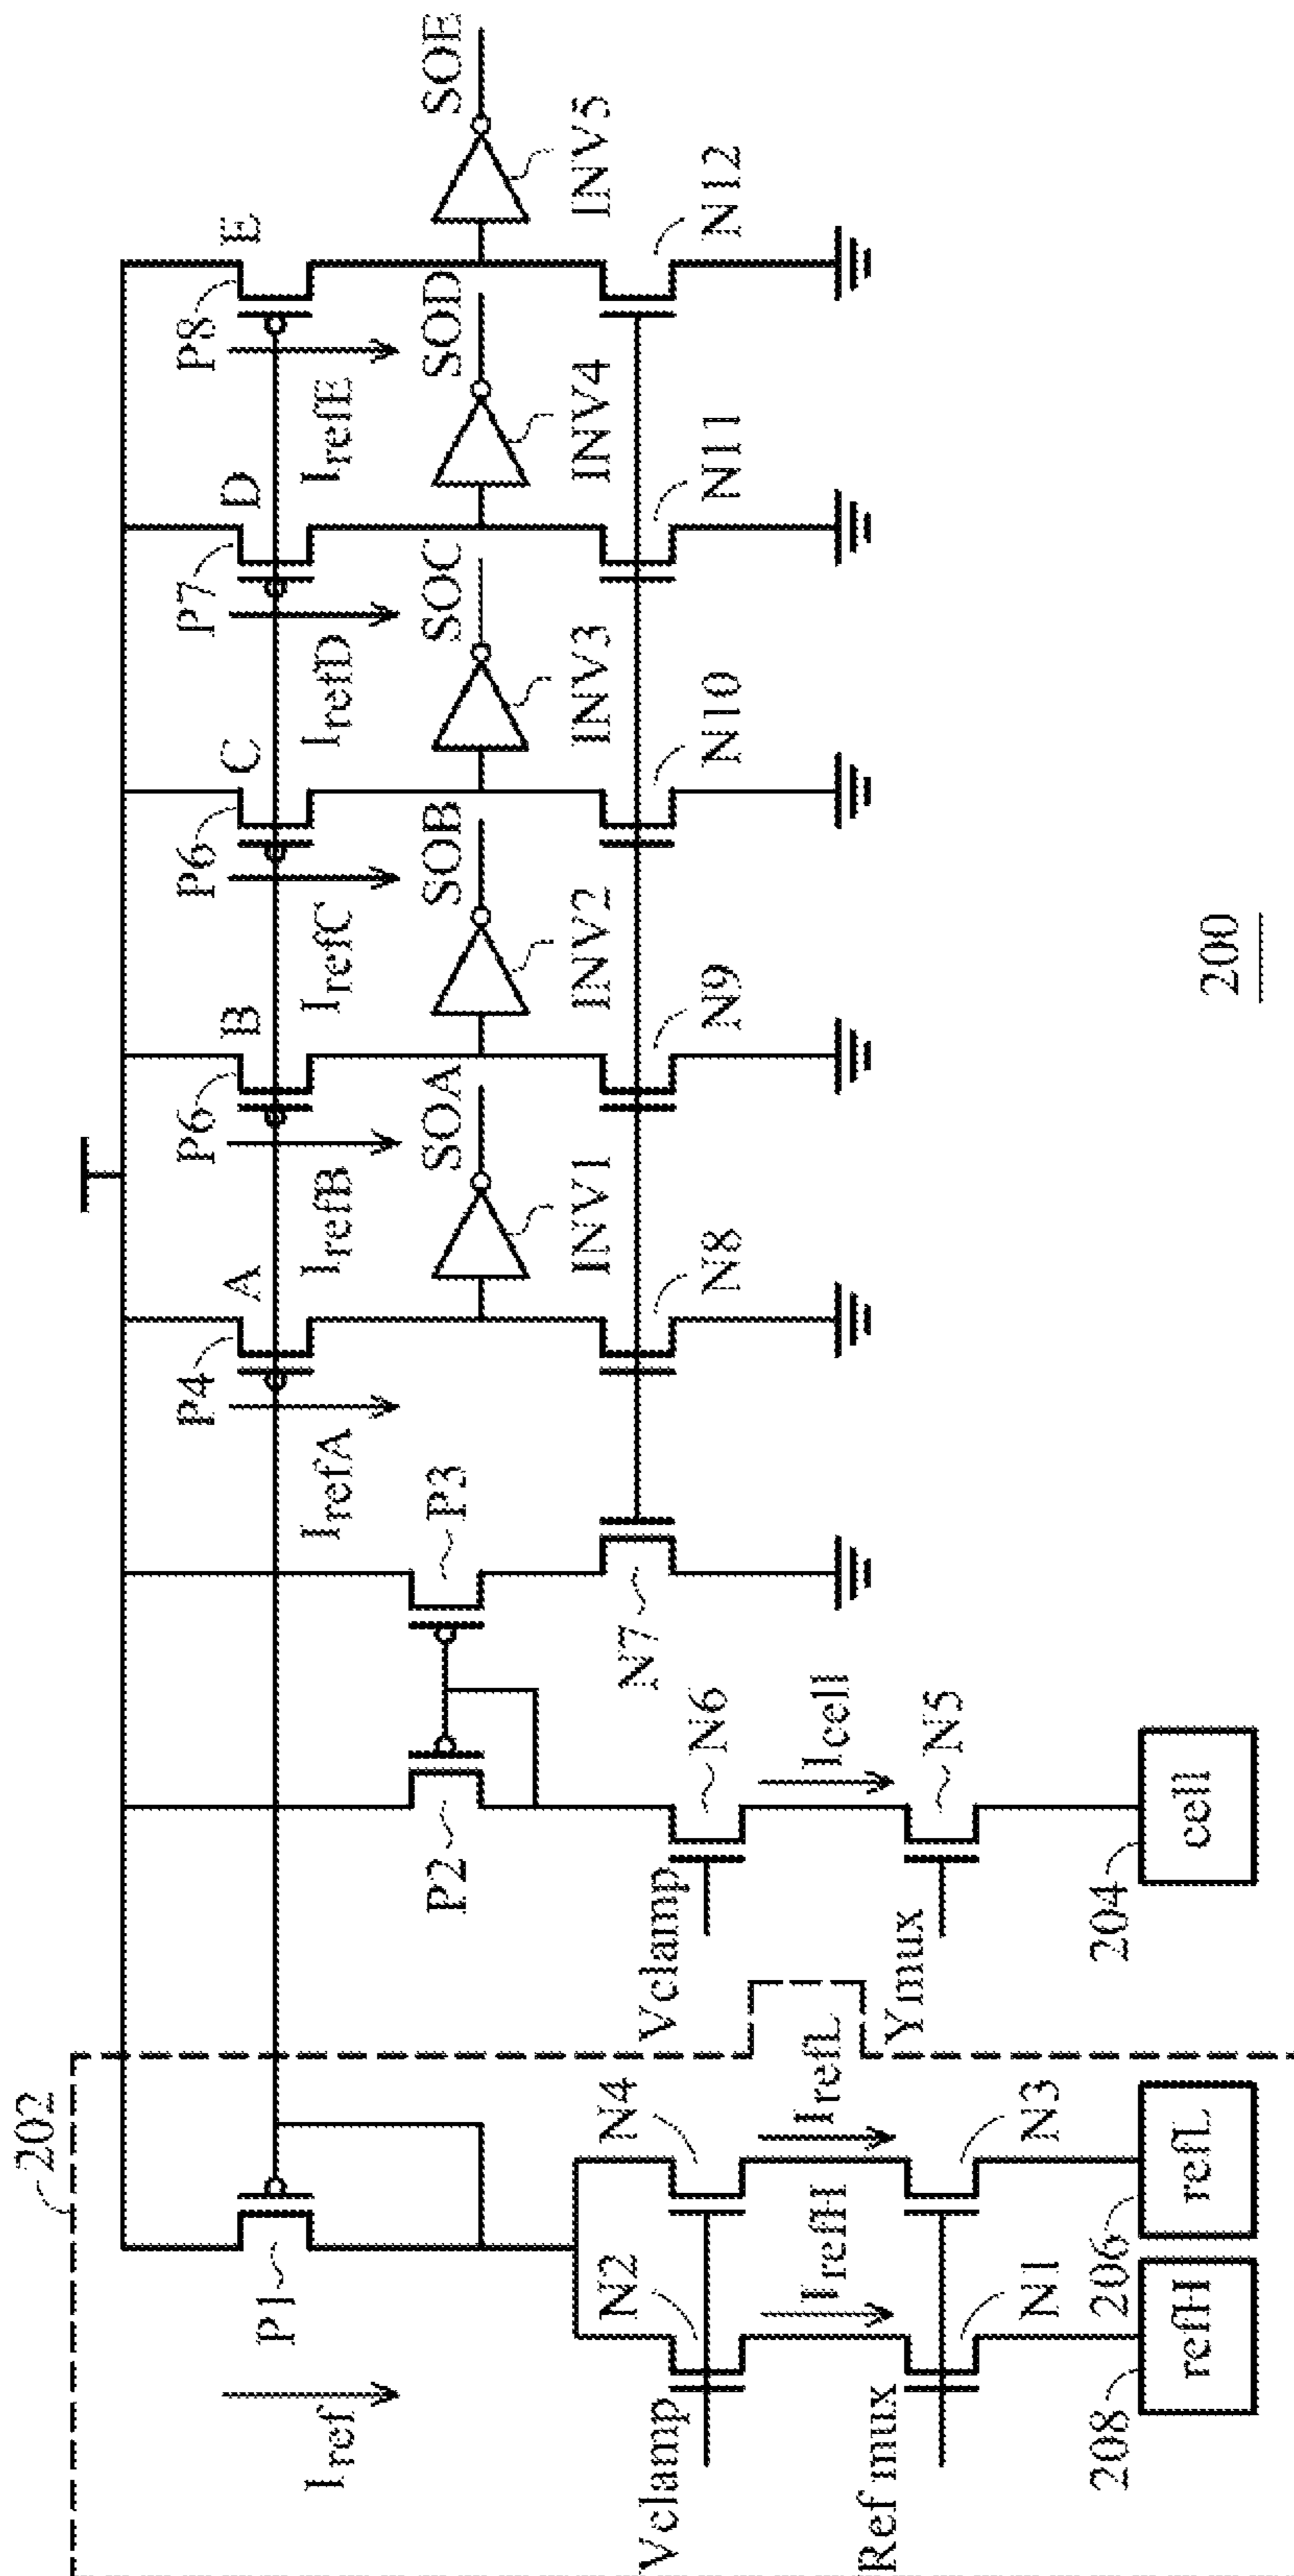 202
P1
Iref
P4
A
P6
B
P6
C
P7
D
P8
E
IrefA
IrefB
IrefC
IrefD
IrefE
P2
P3
SOA
SOB
SOC
SOD
SOE
INV1
INV2
INV3
INV4
INV5
Vclamp
N2
N4
Vclamp
N6
N7
N8
N9
N10
N11
N12
IrefH
IrefL
Icell
Ref mux
N1
N3
Ymux
N5
208
refH
206
refL
204
cell
200